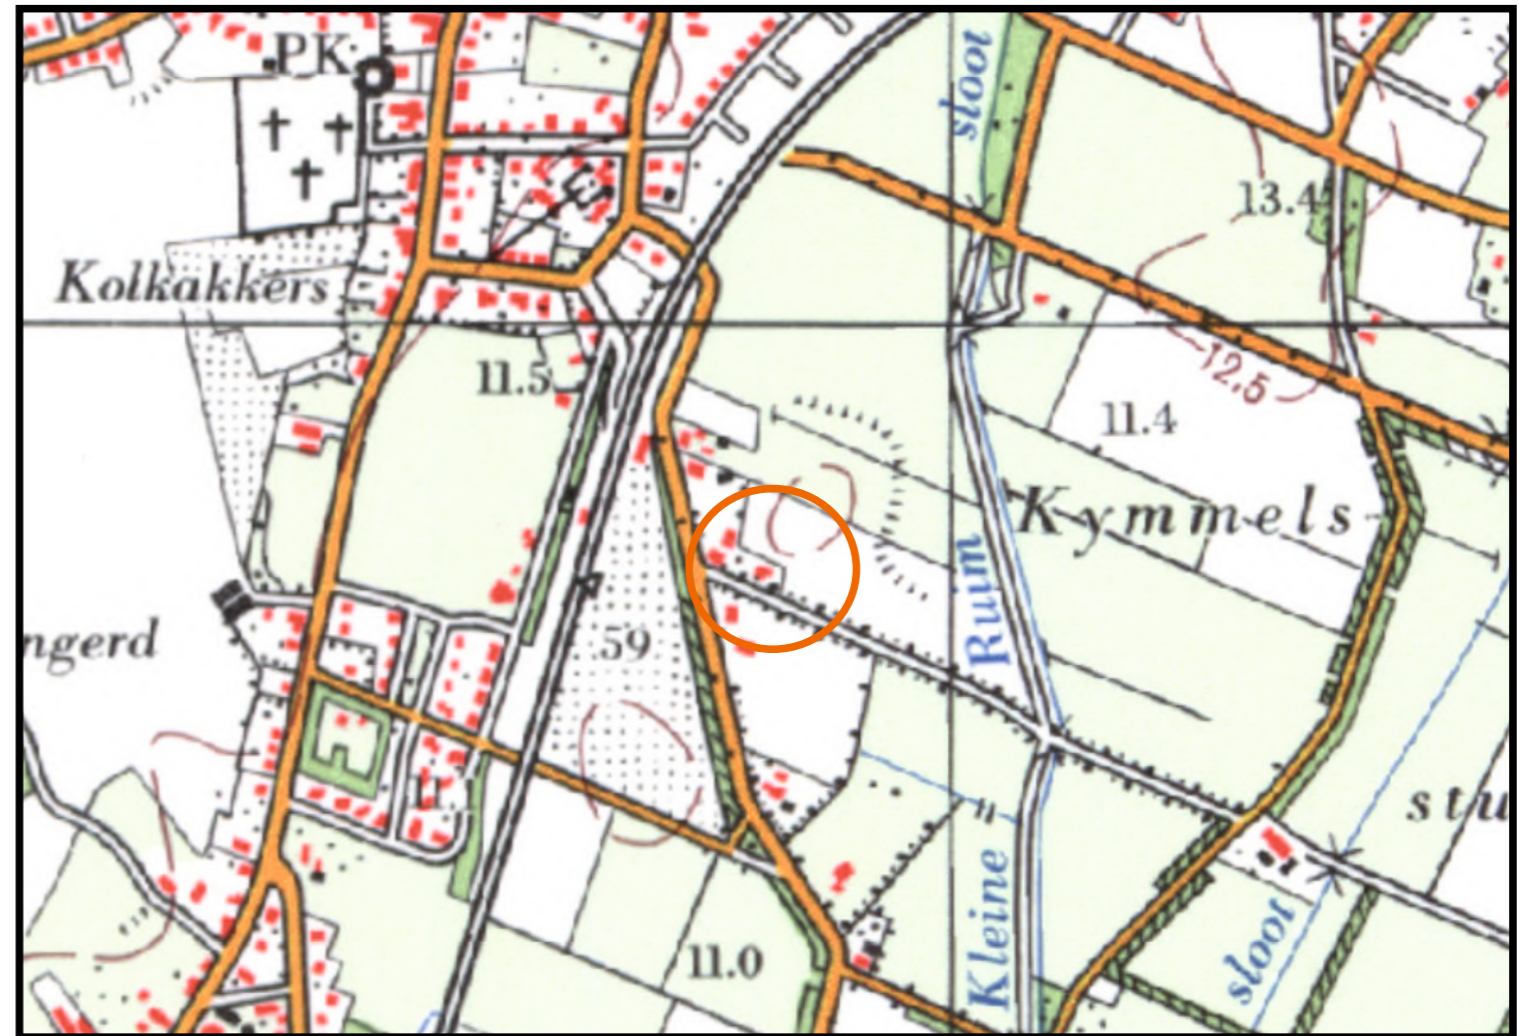 PK
sloot
13.4
Kolkakkers
11.5
12.5
11.4
Kymmels
ngerd
59
Ruim
stu
11.0
Kleine
sloot